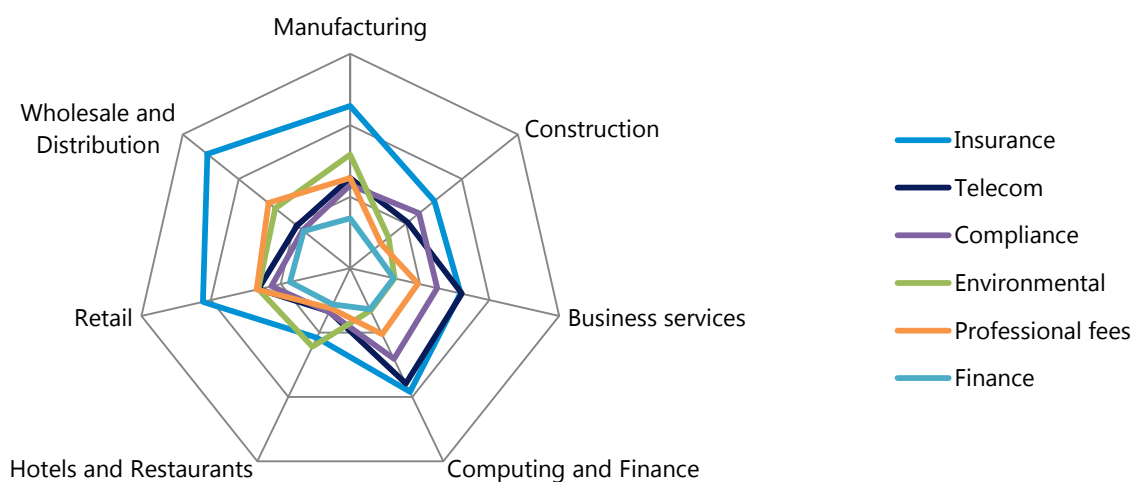 Manufacturing
Wholesale and
Distribution
Construction
Retail
Business services
Hotels and Restaurants
Computing and Finance
Insurance
Telecom
Compliance
Environmental
Professional fees
Finance